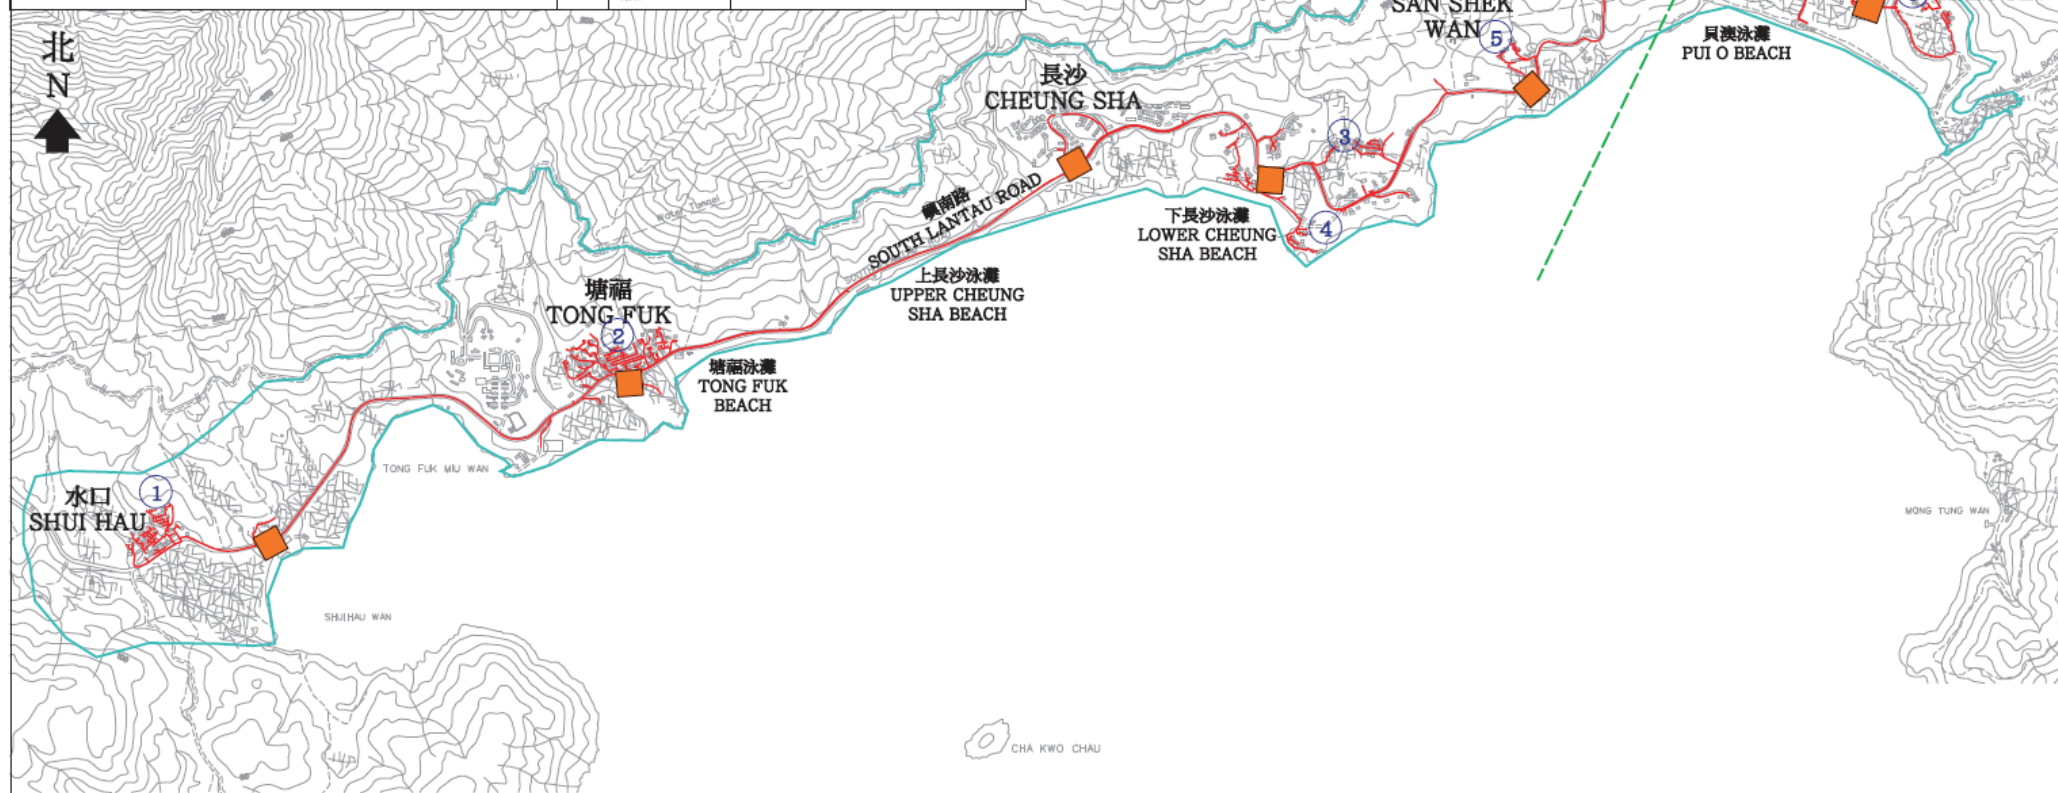 北
N
SAN SHEK
WAN
5
貝澳泳灘
PUI O BEACH
長沙
CHEUNG SHA
3
Water Tunnel
嶼南路
SOUTH LANTAU ROAD
下長沙泳灘
LOWER CHEUNG
SHA BEACH
4
上長沙泳灘
UPPER CHEUNG
SHA BEACH
塘福
TONG FUK
2
塘福泳灘
TONG FUK
BEACH
TONG FUK MIU WAN
水口
SHUI HAU
1
SHUI HAU WAN
MONG TUNG WAN
CHA KWO CHAU